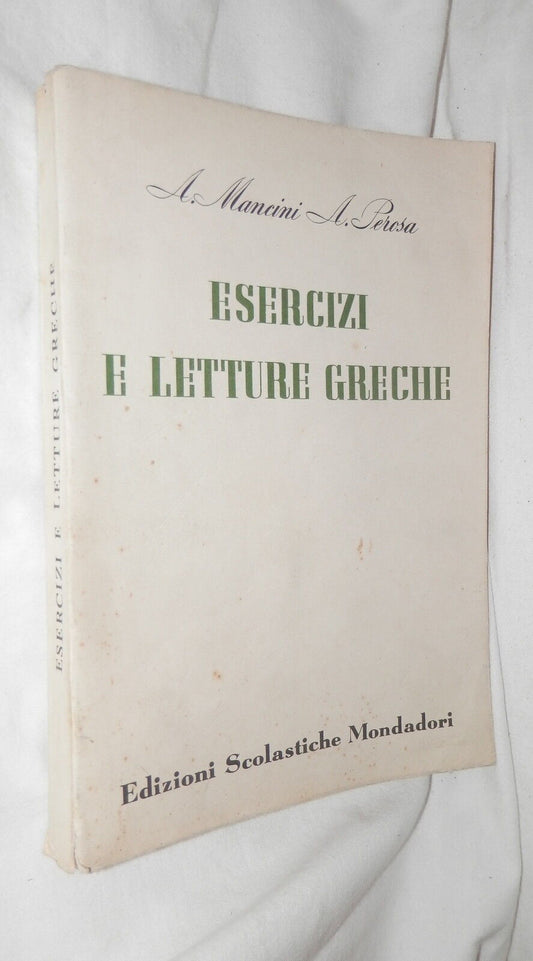 A. Mancini A. Perosa
ESERCIZI
E LETTURE GRECHE
Edizioni Scolastiche Mondadori
ESERCIZI E LETTURE GRECHE